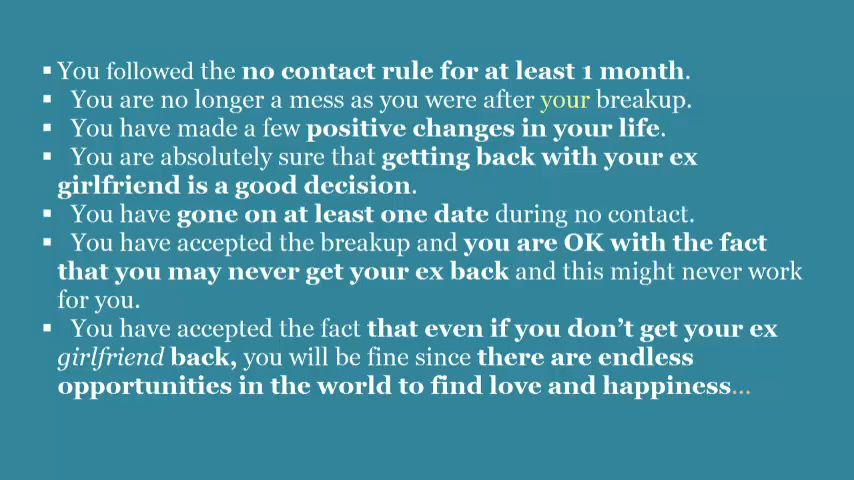 ▪ You followed the no contact rule for at least 1 month.
▪ You are no longer a mess as you were after your breakup.
▪ You have made a few positive changes in your life.
▪ You are absolutely sure that getting back with your ex
girlfriend is a good decision.
▪ You have gone on at least one date during no contact.
▪ You have accepted the breakup and you are OK with the fact
that you may never get your ex back and this might never work
for you.
▪ You have accepted the fact that even if you don’t get your ex
girlfriend back, you will be fine since there are endless
opportunities in the world to find love and happiness...